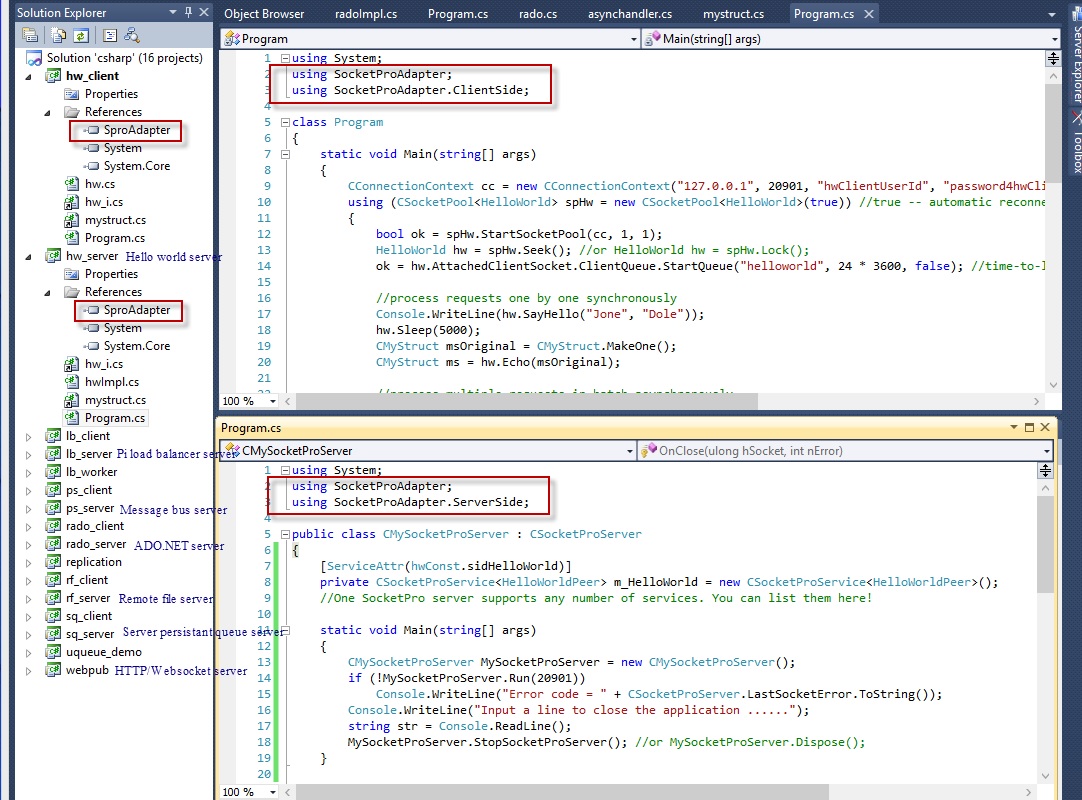 Solution Explorer
Solution 'csharp' (16 projects)
hw_client
Properties
References
SproAdapter
System
System.Core
hw.cs
hw_i.cs
mystruct.cs
Program.cs
hw_server Hello world server
Properties
References
SproAdapter
System
System.Core
hw_i.cs
hwImpl.cs
mystruct.cs
Program.cs
lb_client
lb_server Pi load balancer server
lb_worker
ps_client
ps_server Message bus server
rado_client
rado_server ADO.NET server
replication
rf_client
rf_server Remote file server
sq_client
sq_server Server persistant queue server
uqueue_demo
webpub HTTP/Websocket server
Object Browser radoImpl.cs Program.cs rado.cs asynchandler.cs mystruct.cs Program.cs
Program Main(string[] args)
1 using System;
2 using SocketProAdapter;
3 using SocketProAdapter.ClientSide;
4
5 class Program
6 {
7 static void Main(string[] args)
8 {
9 CConnectionContext cc = new CConnectionContext("127.0.0.1", 20901, "hwClientUserId", "password4hwCli
10 using (CSocketPool<HelloWorld> spHw = new CSocketPool<HelloWorld>(true)) //true -- automatic reconne
11 {
12 bool ok = spHw.StartSocketPool(cc, 1, 1);
13 HelloWorld hw = spHw.Seek(); //or HelloWorld hw = spHw.Lock();
14 ok = hw.AttachedClientSocket.ClientQueue.StartQueue("helloworld", 24 * 3600, false); //time-to-l
15
16 //process requests one by one synchronously
17 Console.WriteLine(hw.SayHello("Jone", "Dole"));
18 hw.Sleep(5000);
19 CMyStruct msOriginal = CMyStruct.MakeOne();
20 CMyStruct ms = hw.Echo(msOriginal);
21
22 //process multiple requests in batch asynchronously
100 %
Program.cs
CMySocketProServer OnClose(ulong hSocket, int nError)
1 using System;
2 using SocketProAdapter;
3 using SocketProAdapter.ServerSide;
4
5 public class CMySocketProServer : CSocketProServer
6 {
7 [ServiceAttr(hwConst.sidHelloWorld)]
8 private CSocketProService<HelloWorldPeer> m_HelloWorld = new CSocketProService<HelloWorldPeer>();
9 //One SocketPro server supports any number of services. You can list them here!
10
11 static void Main(string[] args)
12 {
13 CMySocketProServer MySocketProServer = new CMySocketProServer();
14 if (!MySocketProServer.Run(20901))
15 Console.WriteLine("Error code = " + CSocketProServer.LastSocketError.ToString());
16 Console.WriteLine("Input a line to close the application ......");
17 string str = Console.ReadLine();
18 MySocketProServer.StopSocketProServer(); //or MySocketProServer.Dispose();
19 }
20
100 %
Server Explorer
Toolbox